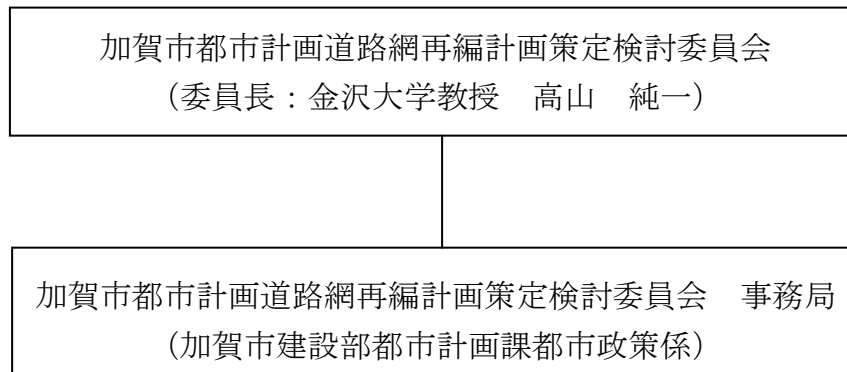 加賀市都市計画道路網再編計画策定検討委員会
（委員長：金沢大学教授　高山　純一）
加賀市都市計画道路網再編計画策定検討委員会　事務局
（加賀市建設部都市計画課都市政策係）